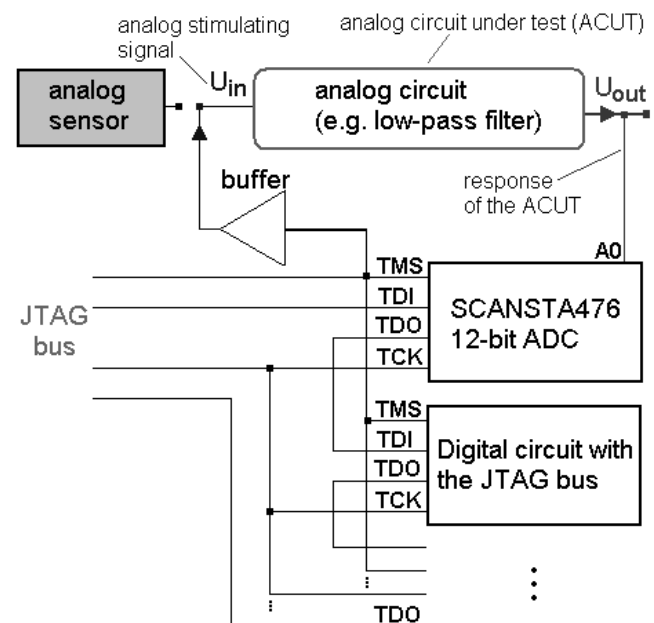 analog stimulating
signal
analog circuit under test (ACUT)
analog
sensor
Uin
analog circuit
(e.g. low-pass filter)
Uout
buffer
response
of the ACUT
A0
JTAG
bus
TMS
TDI
TDO
TCK
SCANSTA476
12-bit ADC
TMS
TDI
TDO
TCK
Digital circuit with
the JTAG bus
TDO